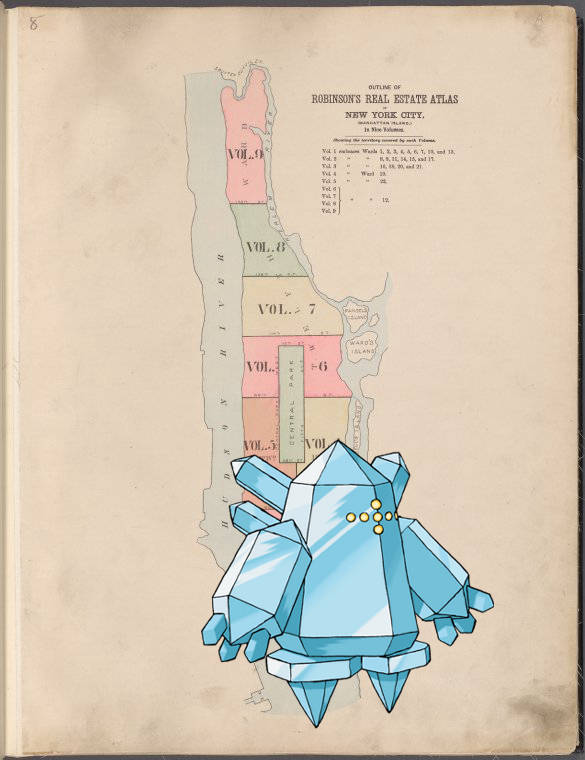 8
A
OUTLINE OF
ROBINSON'S REAL ESTATE ATLAS
OF
NEW YORK CITY,
(MANHATTAN ISLAND,)
In Nine Volumes.
Showing the territory covered by each Volume.
Vol. 1 embraces Wards 1, 2, 3, 4, 5, 6, 7, 10, and 13.
Vol. 2 " " 8, 9, 11, 14, 15, and 17.
Vol. 3 " " 16, 18, 20, and 21.
Vol. 4 " Ward 19.
Vol. 5 " " 22.
Vol. 6
Vol. 7
Vol. 8 " " 12.
Vol. 9
VOL. 9
WARD
HARLEM RIVER
VOL. 8
VOL. 7
RANDEL'S
ISLAND
WARD'S
ISLAND
VOL. 6
CENTRAL PARK
VOL. 5
VOL.
HUDSON RIVER